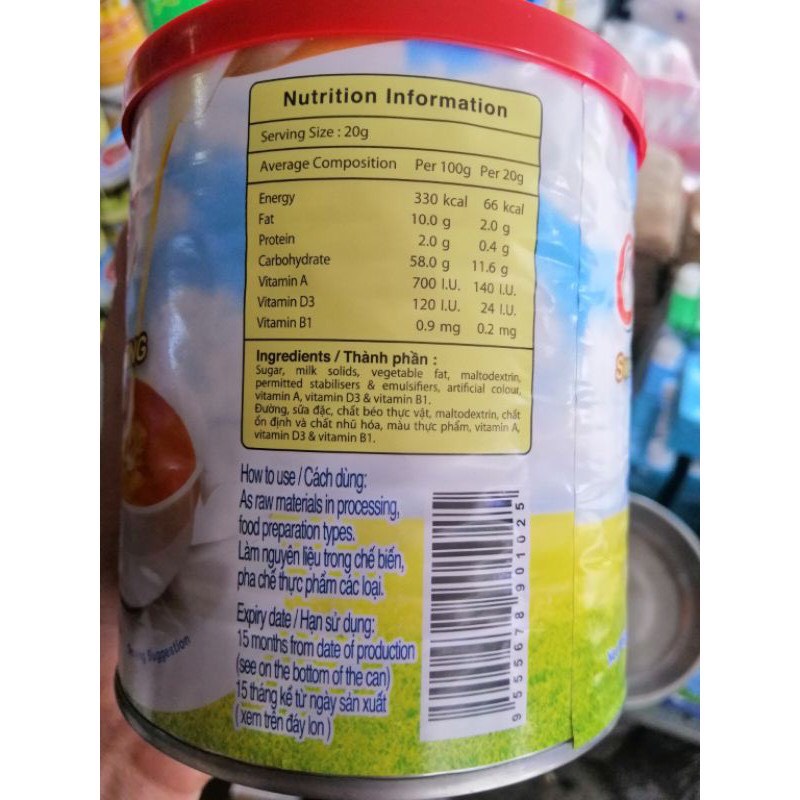 Nutrition Information
Serving Size : 20g
Average Composition Per 100g Per 20g
Energy 330 kcal 66 kcal
Fat 10.0 g 2.0 g
Protein 2.0 g 0.4 g
Carbohydrate 58.0 g 11.6 g
Vitamin A 700 I.U. 140 I.U.
Vitamin D3 120 I.U. 24 I.U.
Vitamin B1 0.9 mg 0.2 mg
Ingredients / Thành phần :
Sugar, milk solids, vegetable fat, maltodextrin,
permitted stabilisers & emulsifiers, artificial colour,
vitamin A, vitamin D3 & vitamin B1.
Đường, sữa đặc, chất béo thực vật, maltodextrin, chất
ổn định và chất nhũ hóa, màu thực phẩm, vitamin A,
vitamin D3 & vitamin B1.
How to use / Cách dùng:
As raw materials in processing,
food preparation types.
Làm nguyên liệu trong chế biến,
pha chế thực phẩm các loại.
Expiry date / Hạn sử dụng:
15 months from date of production
(see on the bottom of the can)
15 tháng kể từ ngày sản xuất
(xem trên đáy lon)
9 555678 901025
Suggestion